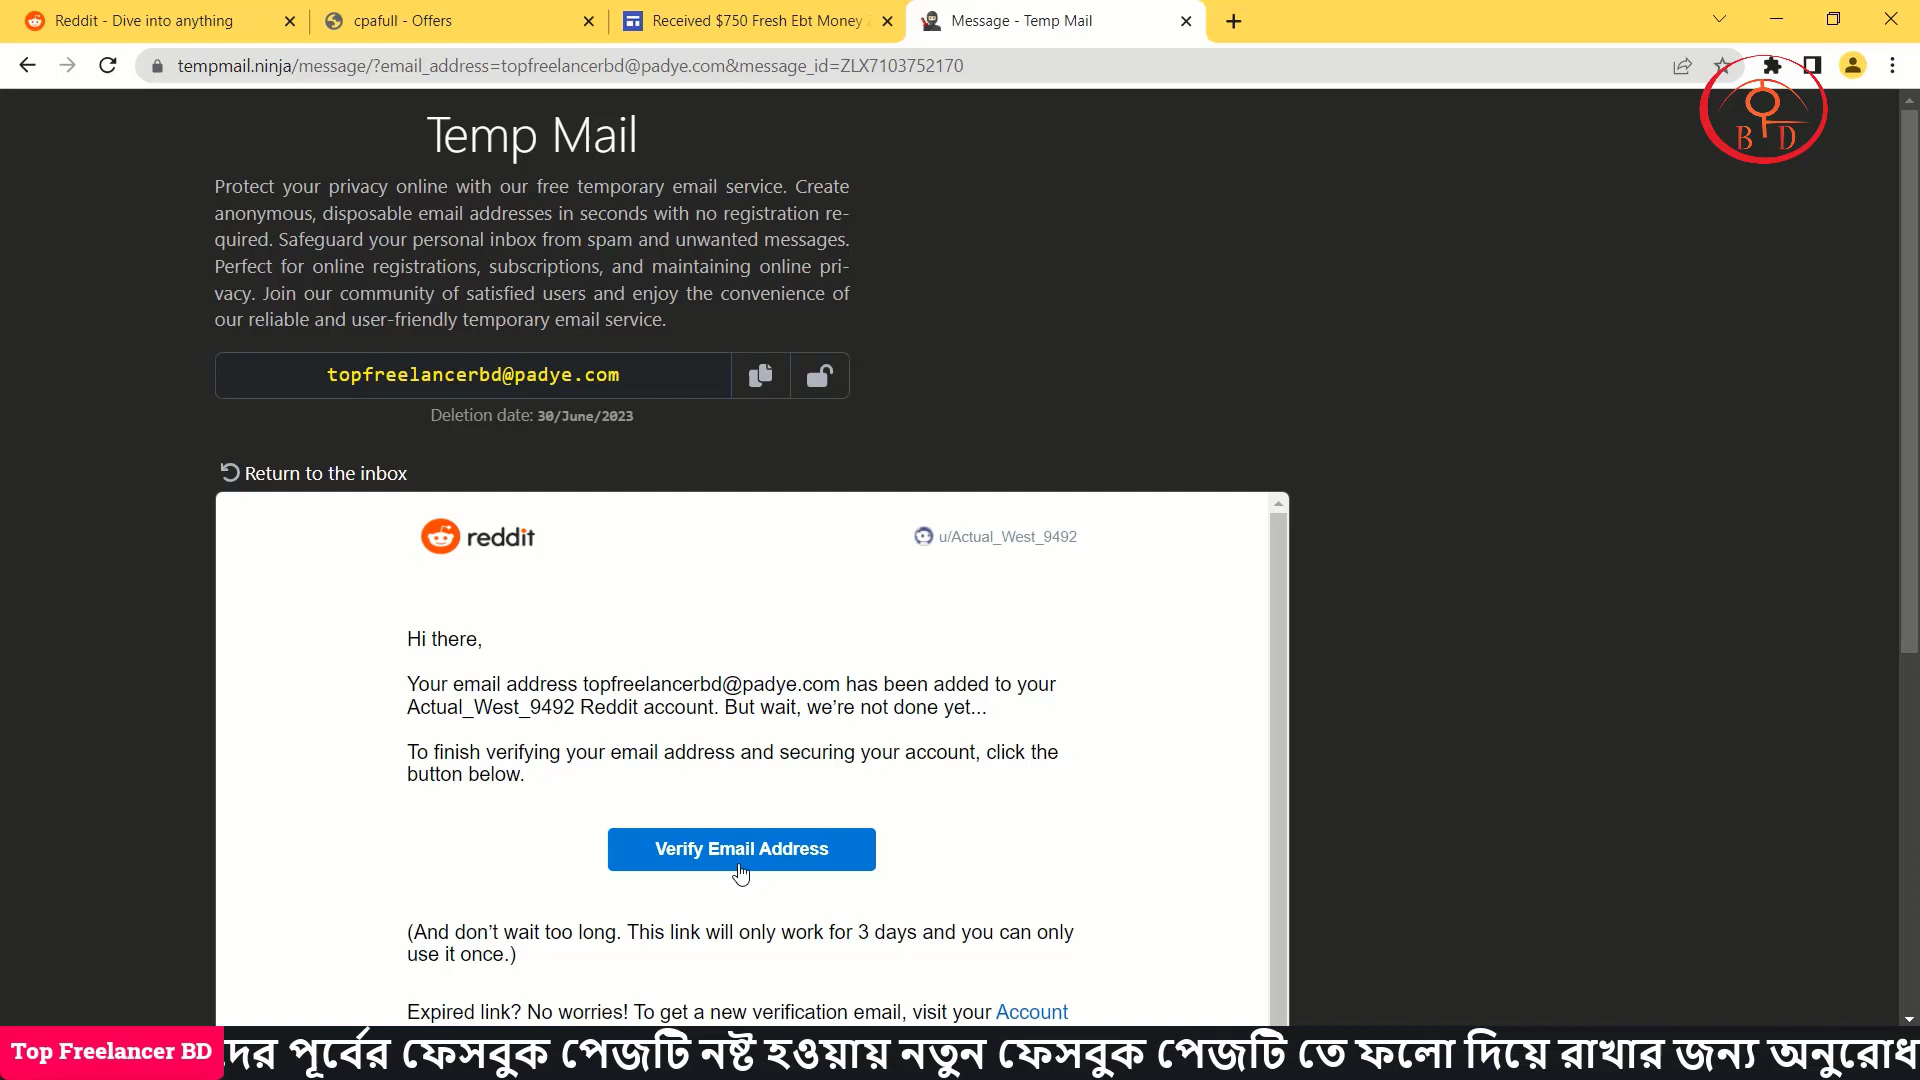 Reddit - Dive into anything
cpafull - Offers
Received $750 Fresh Ebt Money
Message - Temp Mail
tempmail.ninja/message/?email_address=topfreelancerbd@padye.com&message_id=ZLX7103752170
B D
Temp Mail
Protect your privacy online with our free temporary email service. Create
anonymous, disposable email addresses in seconds with no registration re-
quired. Safeguard your personal inbox from spam and unwanted messages.
Perfect for online registrations, subscriptions, and maintaining online pri-
vacy. Join our community of satisfied users and enjoy the convenience of
our reliable and user-friendly temporary email service.
topfreelancerbd@padye.com
Deletion date: 30/June/2023
Return to the inbox
reddit
u/Actual_West_9492
Hi there,
Your email address topfreelancerbd@padye.com has been added to your
Actual_West_9492 Reddit account. But wait, we’re not done yet...
To finish verifying your email address and securing your account, click the
button below.
Verify Email Address
(And don’t wait too long. This link will only work for 3 days and you can only
use it once.)
Expired link? No worries! To get a new verification email, visit your Account
Top Freelancer BD
দের পূর্বের ফেসবুক পেজটি নষ্ট হওয়ায় নতুন ফেসবুক পেজটি তে ফলো দিয়ে রাখার জন্য অনুরোধ